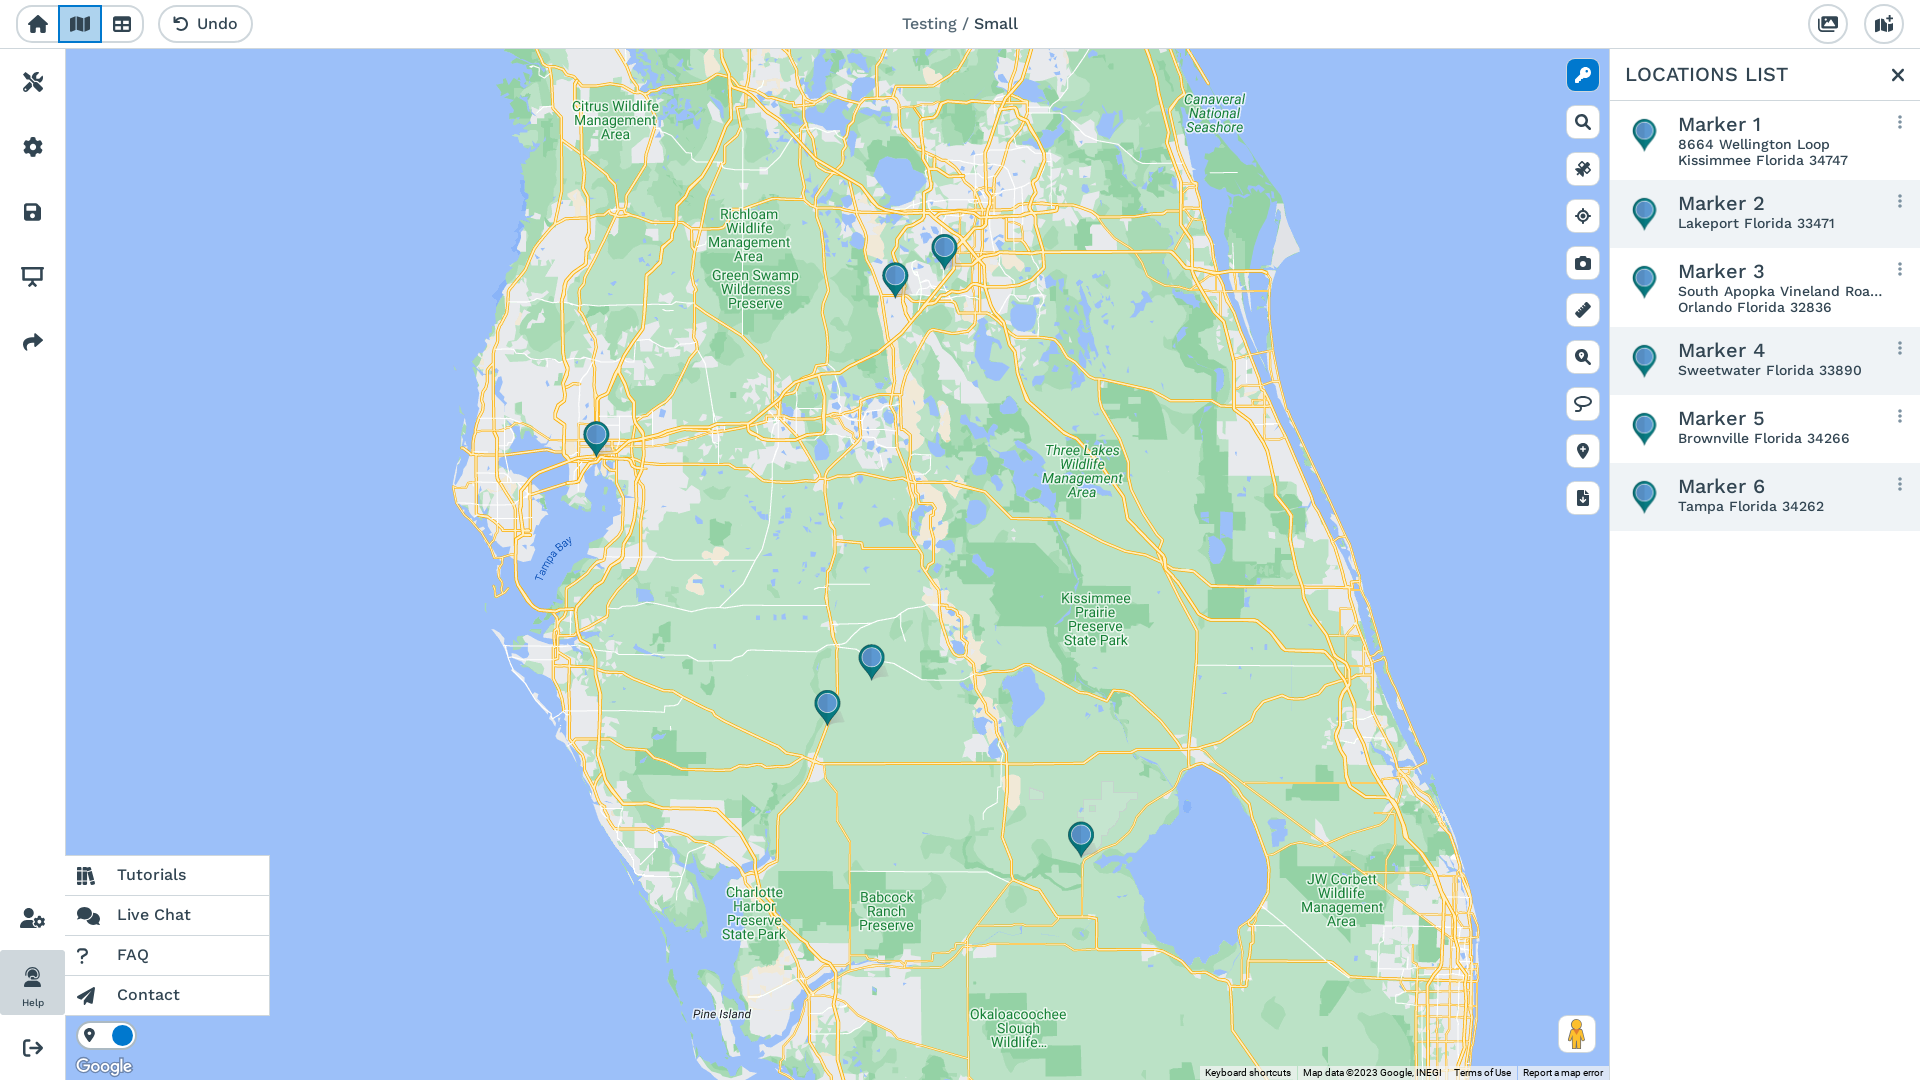 Undo
Testing / Small
LOCATIONS LIST
Marker 1
8664 Wellington Loop
Kissimmee Florida 34747
Marker 2
Lakeport Florida 33471
Marker 3
South Apopka Vineland Roa...
Orlando Florida 32836
Marker 4
Sweetwater Florida 33890
Marker 5
Brownville Florida 34266
Marker 6
Tampa Florida 34262
Citrus Wildlife
Management
Area
Canaveral
National
Seashore
Richloam
Wildlife
Management
Area
Green Swamp
Wilderness
Preserve
Three Lakes
Wildlife
Management
Area
Tampa Bay
Kissimmee
Prairie
Preserve
State Park
Charlotte
Harbor
Preserve
State Park
Babcock
Ranch
Preserve
JW Corbett
Wildlife
Management
Area
Pine Island
Okaloacoochee
Slough
Wildlife...
Tutorials
Live Chat
FAQ
Contact
Help
Google
Keyboard shortcuts
Map data ©2023 Google, INEGI
Terms of Use
Report a map error